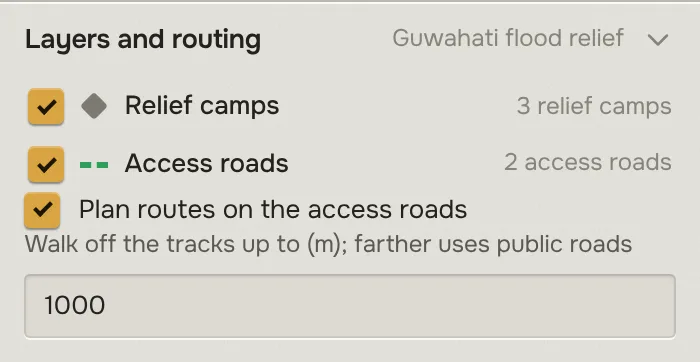 Layers and routing Guwahati flood relief
Relief camps 3 relief camps
Access roads 2 access roads
Plan routes on the access roads
Walk off the tracks up to (m); farther uses public roads
1000